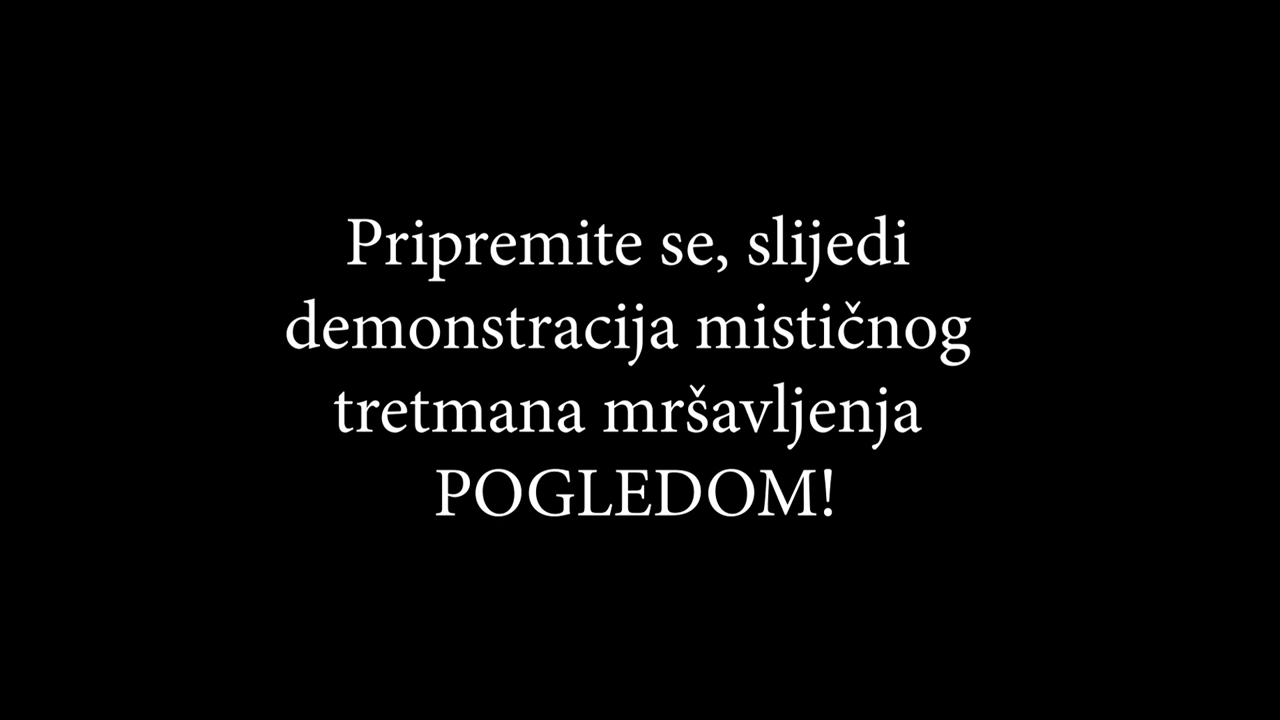 Pripremite se, slijedi
demonstracija mističnog
tretmana mršavljenja
POGLEDOM!